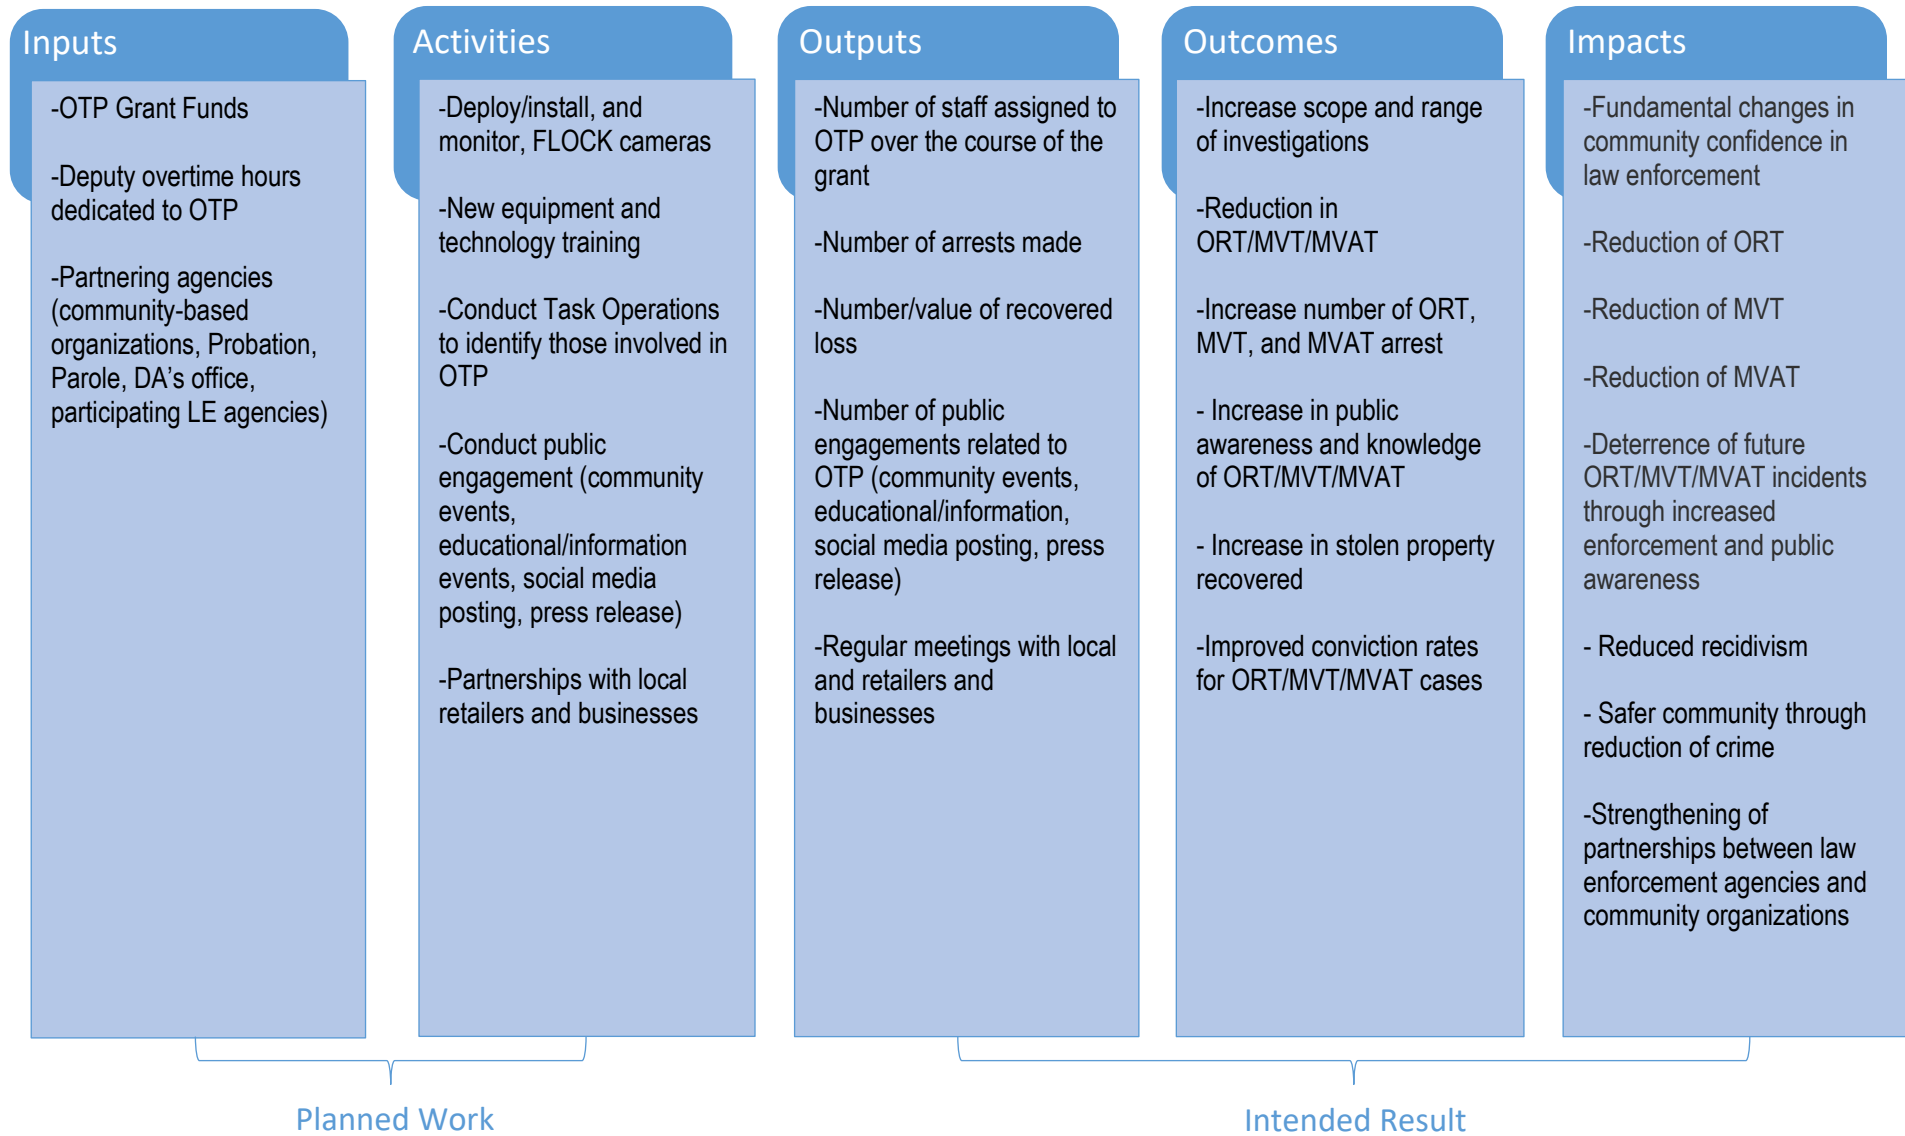 Inputs
-OTP Grant Funds
-Deputy overtime hours
dedicated to OTP
-Partnering agencies
(community-based
organizations, Probation,
Parole, DA’s office,
participating LE agencies)
Activities
-Deploy/install, and
monitor, FLOCK cameras
-New equipment and
technology training
-Conduct Task Operations
to identify those involved in
OTP
-Conduct public
engagement (community
events,
educational/information
events, social media
posting, press release)
-Partnerships with local
retailers and businesses
Outputs
-Number of staff assigned to
OTP over the course of the
grant
-Number of arrests made
-Number/value of recovered
loss
-Number of public
engagements related to
OTP (community events,
educational/information,
social media posting, press
release)
-Regular meetings with local
and retailers and
businesses
Outcomes
-Increase scope and range
of investigations
-Reduction in
ORT/MVT/MVAT
-Increase number of ORT,
MVT, and MVAT arrest
- Increase in public
awareness and knowledge
of ORT/MVT/MVAT
- Increase in stolen property
recovered
-Improved conviction rates
for ORT/MVT/MVAT cases
Impacts
-Fundamental changes in
community confidence in
law enforcement
-Reduction of ORT
-Reduction of MVT
-Reduction of MVAT
-Deterrence of future
ORT/MVT/MVAT incidents
through increased
enforcement and public
awareness
- Reduced recidivism
- Safer community through
reduction of crime
-Strengthening of
partnerships between law
enforcement agencies and
community organizations
Planned Work
Intended Result